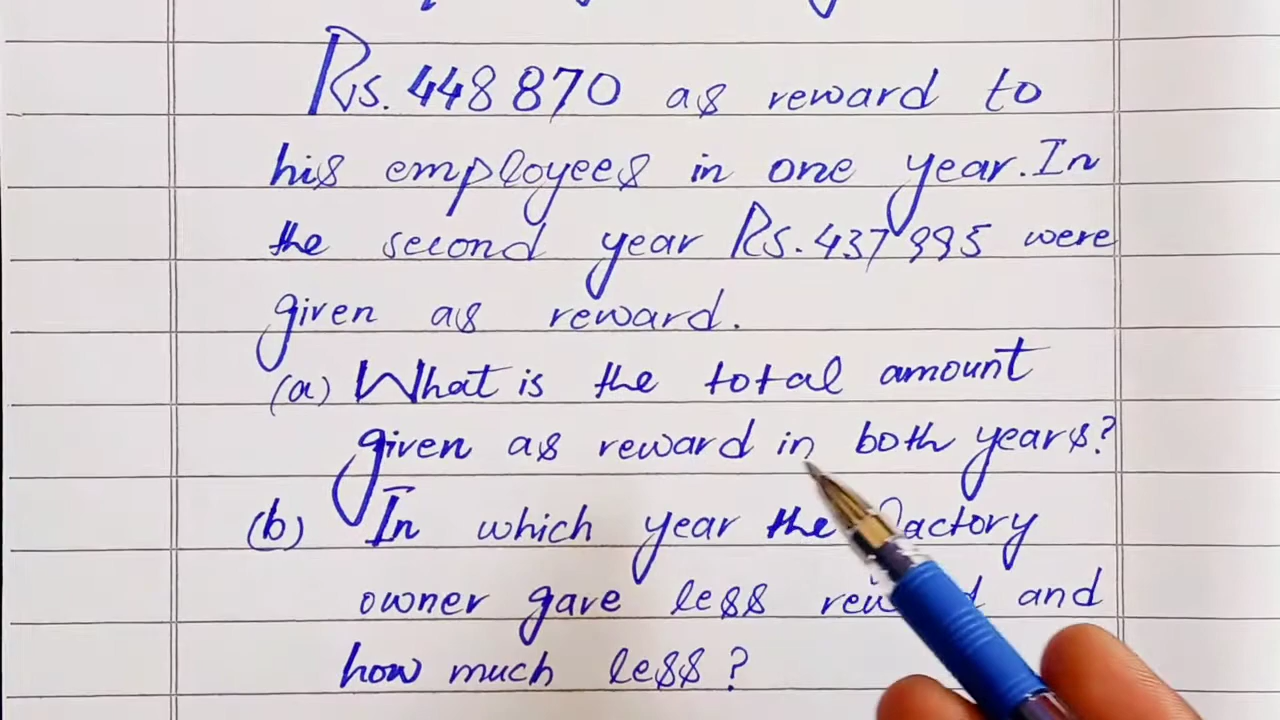 Rs. 448 870 as reward to
his employees in one year. In
the second year Rs. 437 995 were
given as reward.
(a) What is the total amount
given as reward in both years?
(b) In which year the factory
owner gave less reward and
how much less?